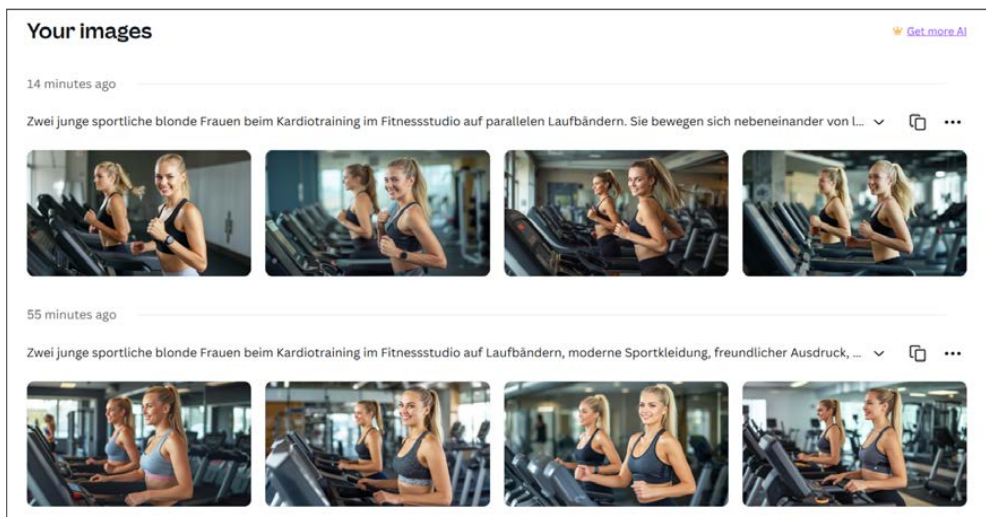 Your images
Get more AI
14 minutes ago
Zwei junge sportliche blonde Frauen beim Kardiotraining im Fitnessstudio auf parallelen Laufbändern. Sie bewegen sich nebeneinander von l...
55 minutes ago
Zwei junge sportliche blonde Frauen beim Kardiotraining im Fitnessstudio auf Laufbändern, moderne Sportkleidung, freundlicher Ausdruck, ...